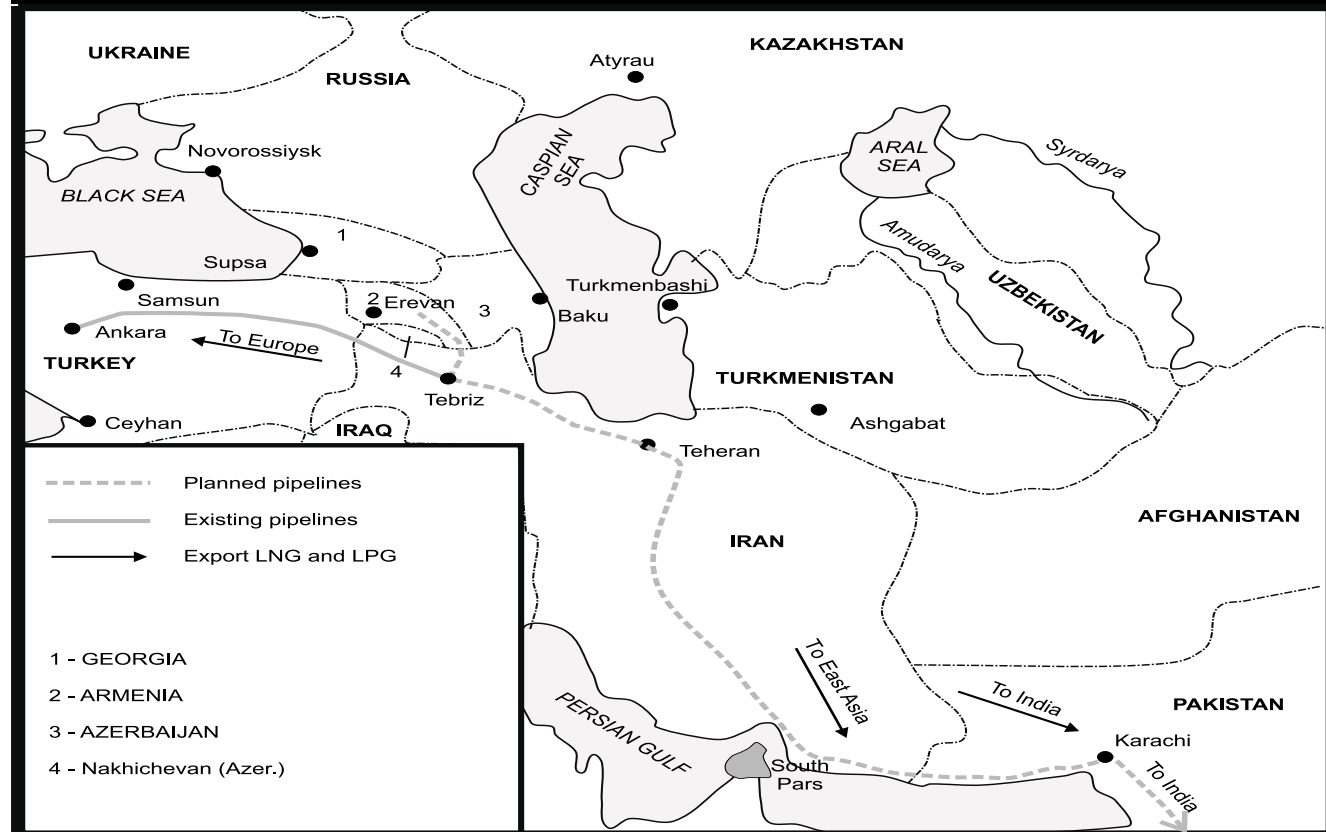 UKRAINE
RUSSIA
KAZAKHSTAN
Atyrau
Novorossiysk
BLACK SEA
CASPIAN
SEA
ARAL
SEA
Syrdarya
Amudarya
UZBEKISTAN
1
Supsa
Samsun
2
Erevan
3
Baku
Turkmenbashi
Ankara
To Europe
TURKEY
4
Tebriz
TURKMENISTAN
Ashgabat
Ceyhan
IRAQ
Teheran
AFGHANISTAN
IRAN
Planned pipelines
Existing pipelines
Export LNG and LPG
1 - GEORGIA
2 - ARMENIA
3 - AZERBAIJAN
4 - Nakhichevan (Azer.)
PERSIAN GULF
South
Pars
To East Asia
To India
PAKISTAN
Karachi
To India